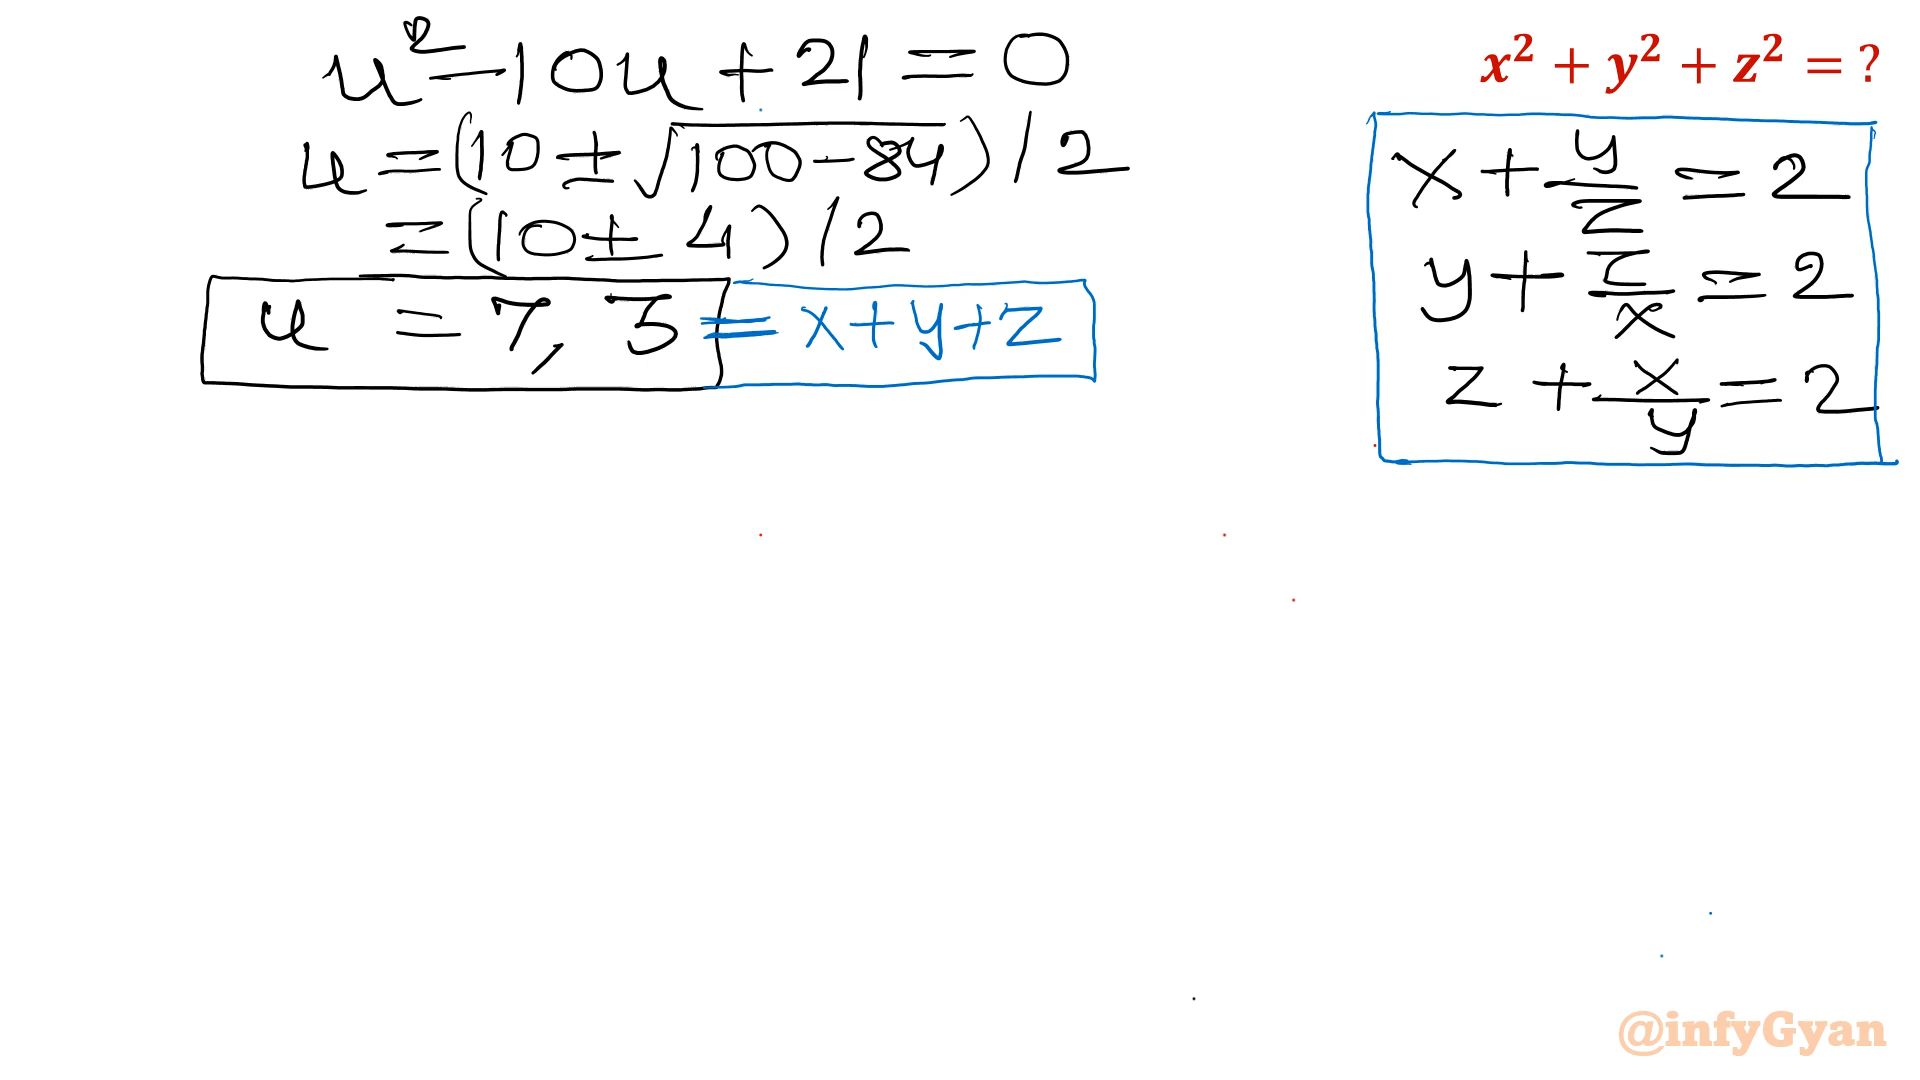 u² - 10u + 21 = 0
u = (10 ± √100-84) / 2
= (10 ± 4) / 2
u = 7, 3 = x + y + z
x² + y² + z² = ?
x + y/z = 2
y + z/x = 2
z + x/y = 2
@infyGyan